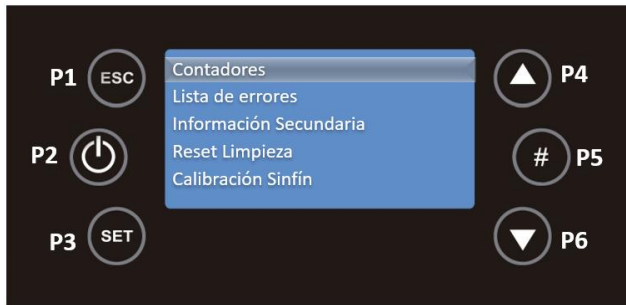 P1 ESC
P2
P3 SET
Contadores
Lista de errores
Información Secundaria
Reset Limpieza
Calibración Sinfín
P4
# P5
P6